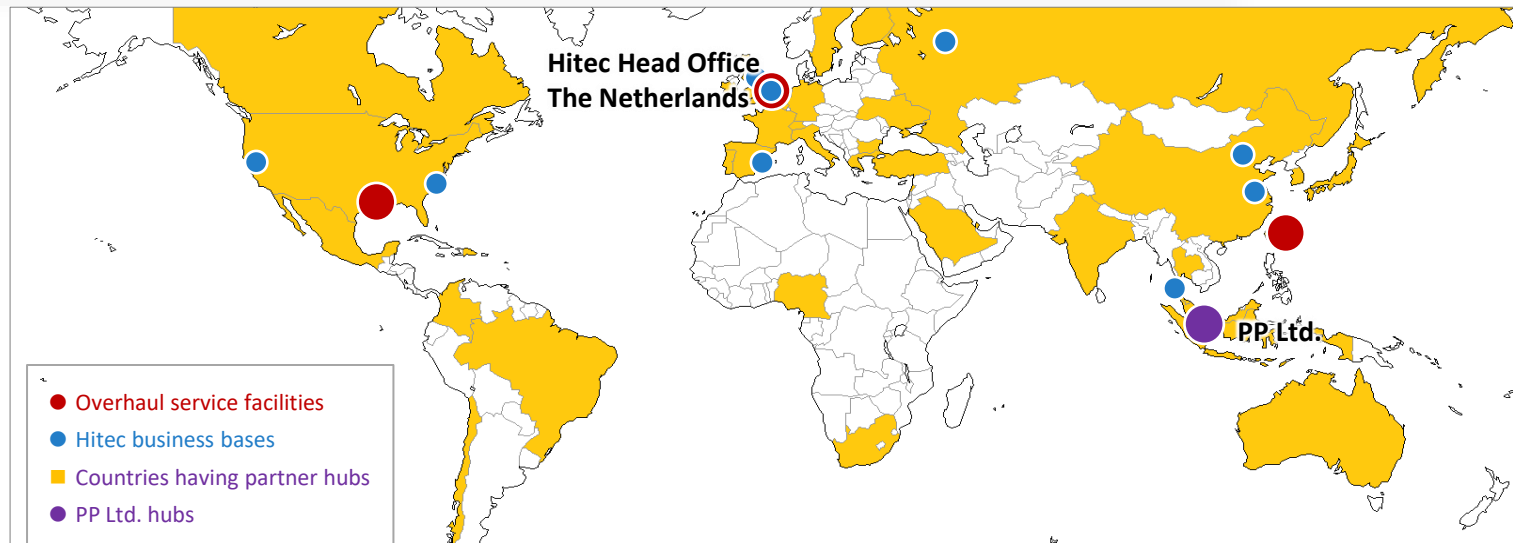 Hitec Head Office
The Netherlands
PP Ltd.
Overhaul service facilities
Hitec business bases
Countries having partner hubs
PP Ltd. hubs